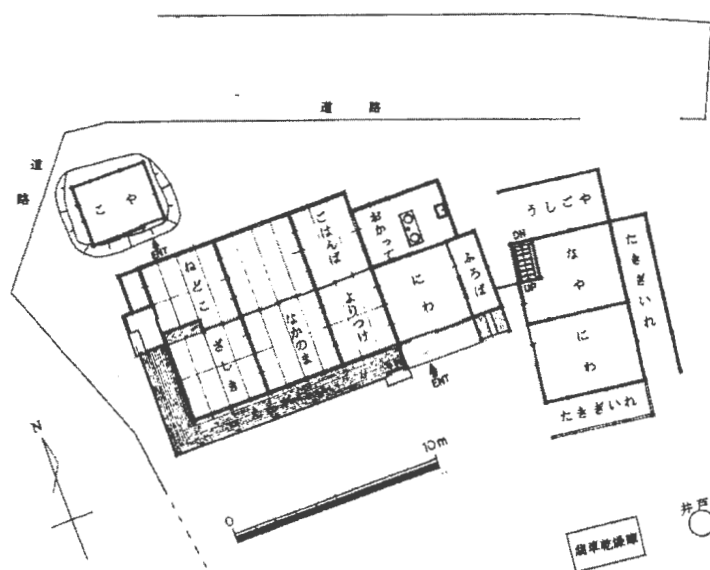 道路
道路
こや
ENT
うしごや
ごはんば
おかって
DN
ねどこ
なや
たきぎいれ
よりつけ
にわ
ふろば
UP
なかのま
ざしき
にわ
ENT
たきぎいれ
N
10m
0
井戸